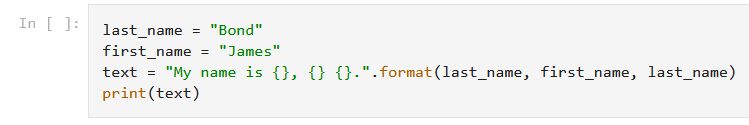 In [ ]:
last_name = "Bond"
first_name = "James"
text = "My name is {}, {} {}.".format(last_name, first_name, last_name)
print(text)